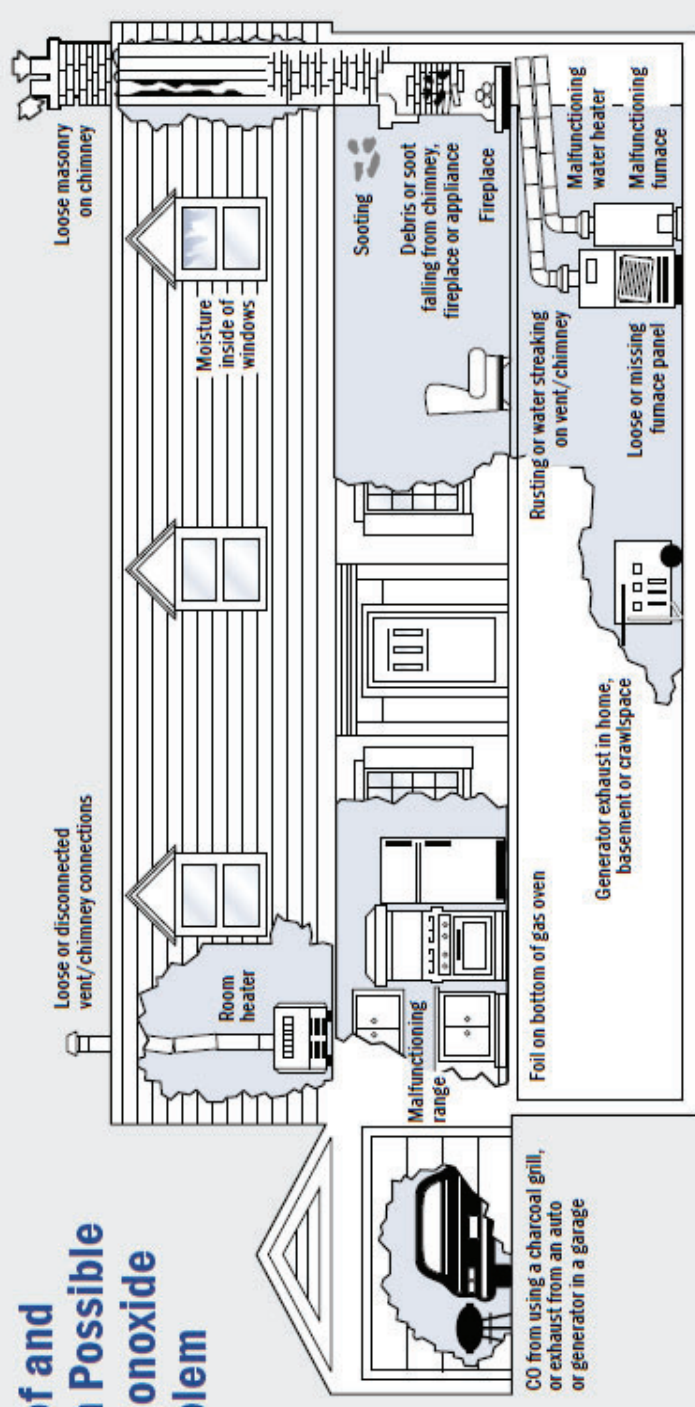 of and
Possible
onoxide
Loose or disconnected
vent/chimney connections
Loose masonry
on chimney
Moisture
inside of
windows
Room
heater
Sooting
Debris or soot
falling from chimney,
fireplace or appliance
Fireplace
Malfunctioning
range
Foil on bottom of gas oven
Rusting or water streaking
on vent/chimney
Malfunctioning
water heater
Loose or missing
furnace panel
Malfunctioning
furnace
Generator exhaust in home,
basement or crawlspace
CO from using a charcoal grill,
or exhaust from an auto
or generator in a garage